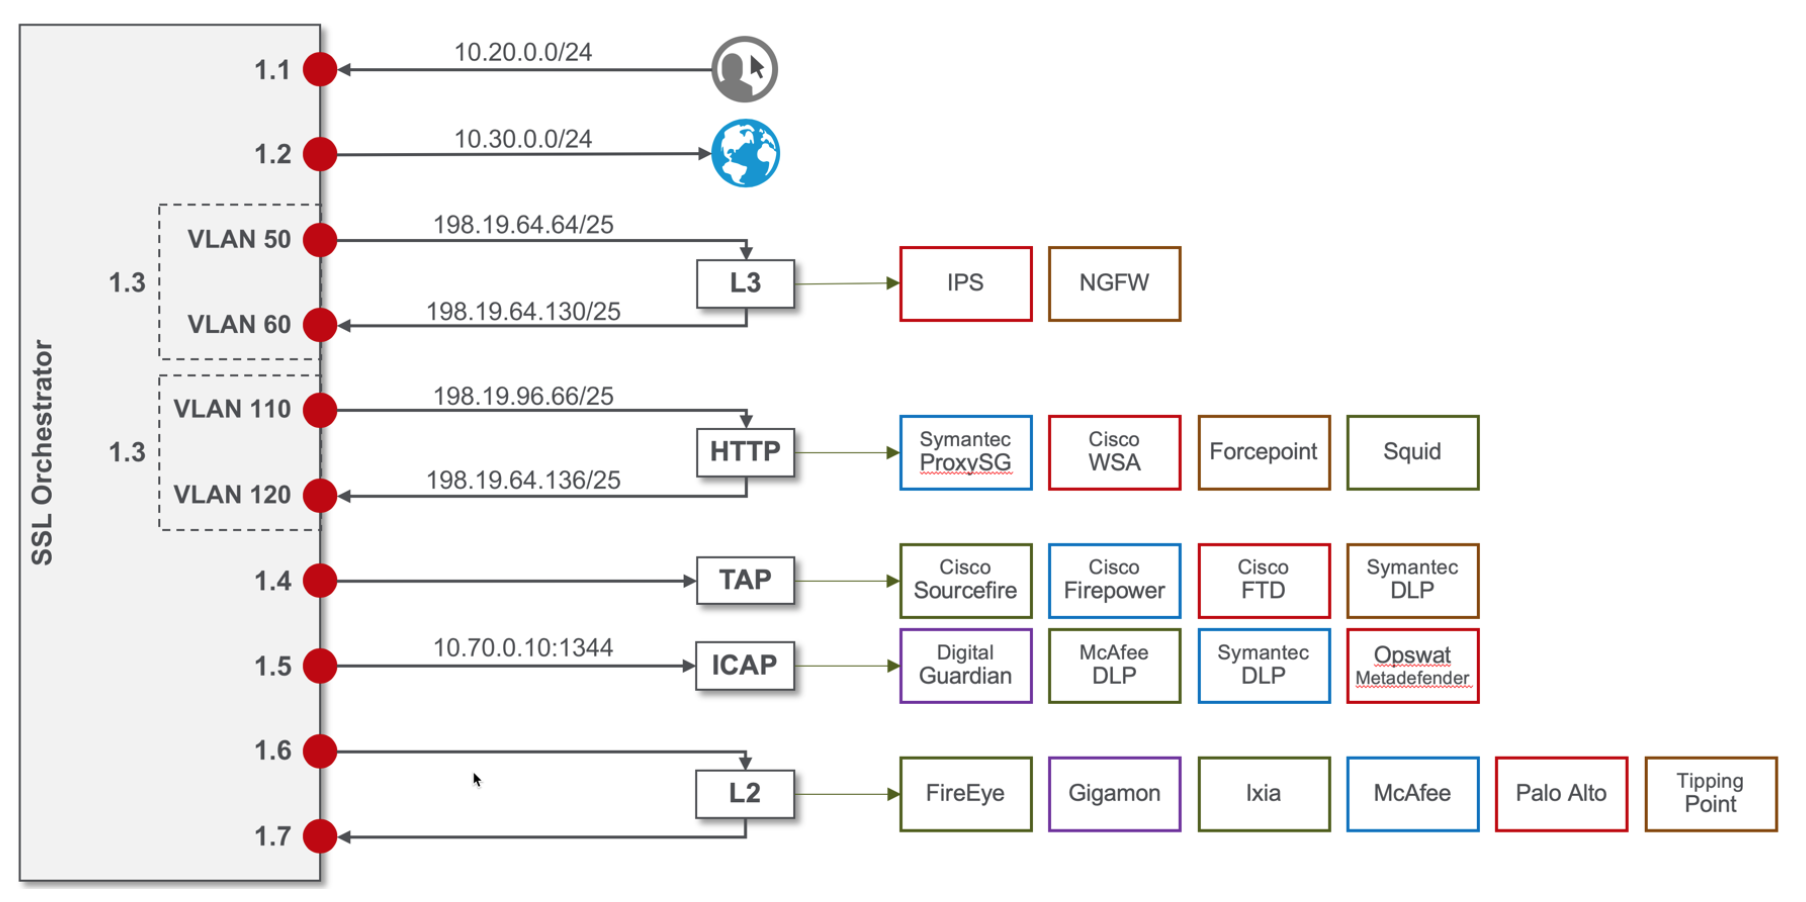 SSL Orchestrator
1.1
10.20.0.0/24
1.2
10.30.0.0/24
1.3
VLAN 50
198.19.64.64/25
VLAN 60
198.19.64.130/25
L3
IPS
NGFW
1.3
VLAN 110
198.19.96.66/25
VLAN 120
198.19.64.136/25
HTTP
Symantec
ProxySG
Cisco
WSA
Forcepoint
Squid
1.4
TAP
Cisco
Sourcefire
Cisco
Firepower
Cisco
FTD
Symantec
DLP
1.5
10.70.0.10:1344
ICAP
Digital
Guardian
McAfee
DLP
Symantec
DLP
Opswat
Metadefender
1.6
1.7
L2
FireEye
Gigamon
Ixia
McAfee
Palo Alto
Tipping
Point